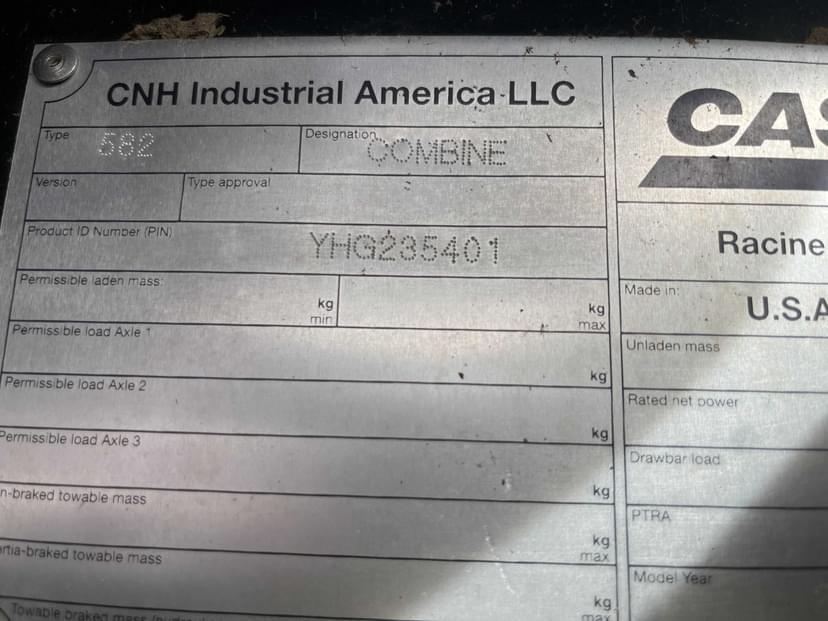 CNH Industrial America LLC
Type 582
Designation COMBINE
Version
Type approval
Product ID Number (PIN) YHG235401
Permissible laden mass:
kg
min
kg
max
Permissible load Axle 1
kg
Permissible load Axle 2
kg
Permissible load Axle 3
kg
n-braked towable mass
kg
max
ertia-braked towable mass
kg
max
Towable braked mass
CAS
Racine
Made in:
U.S.A
Unladen mass
Rated net power
Drawbar load
PTRA
Model Year